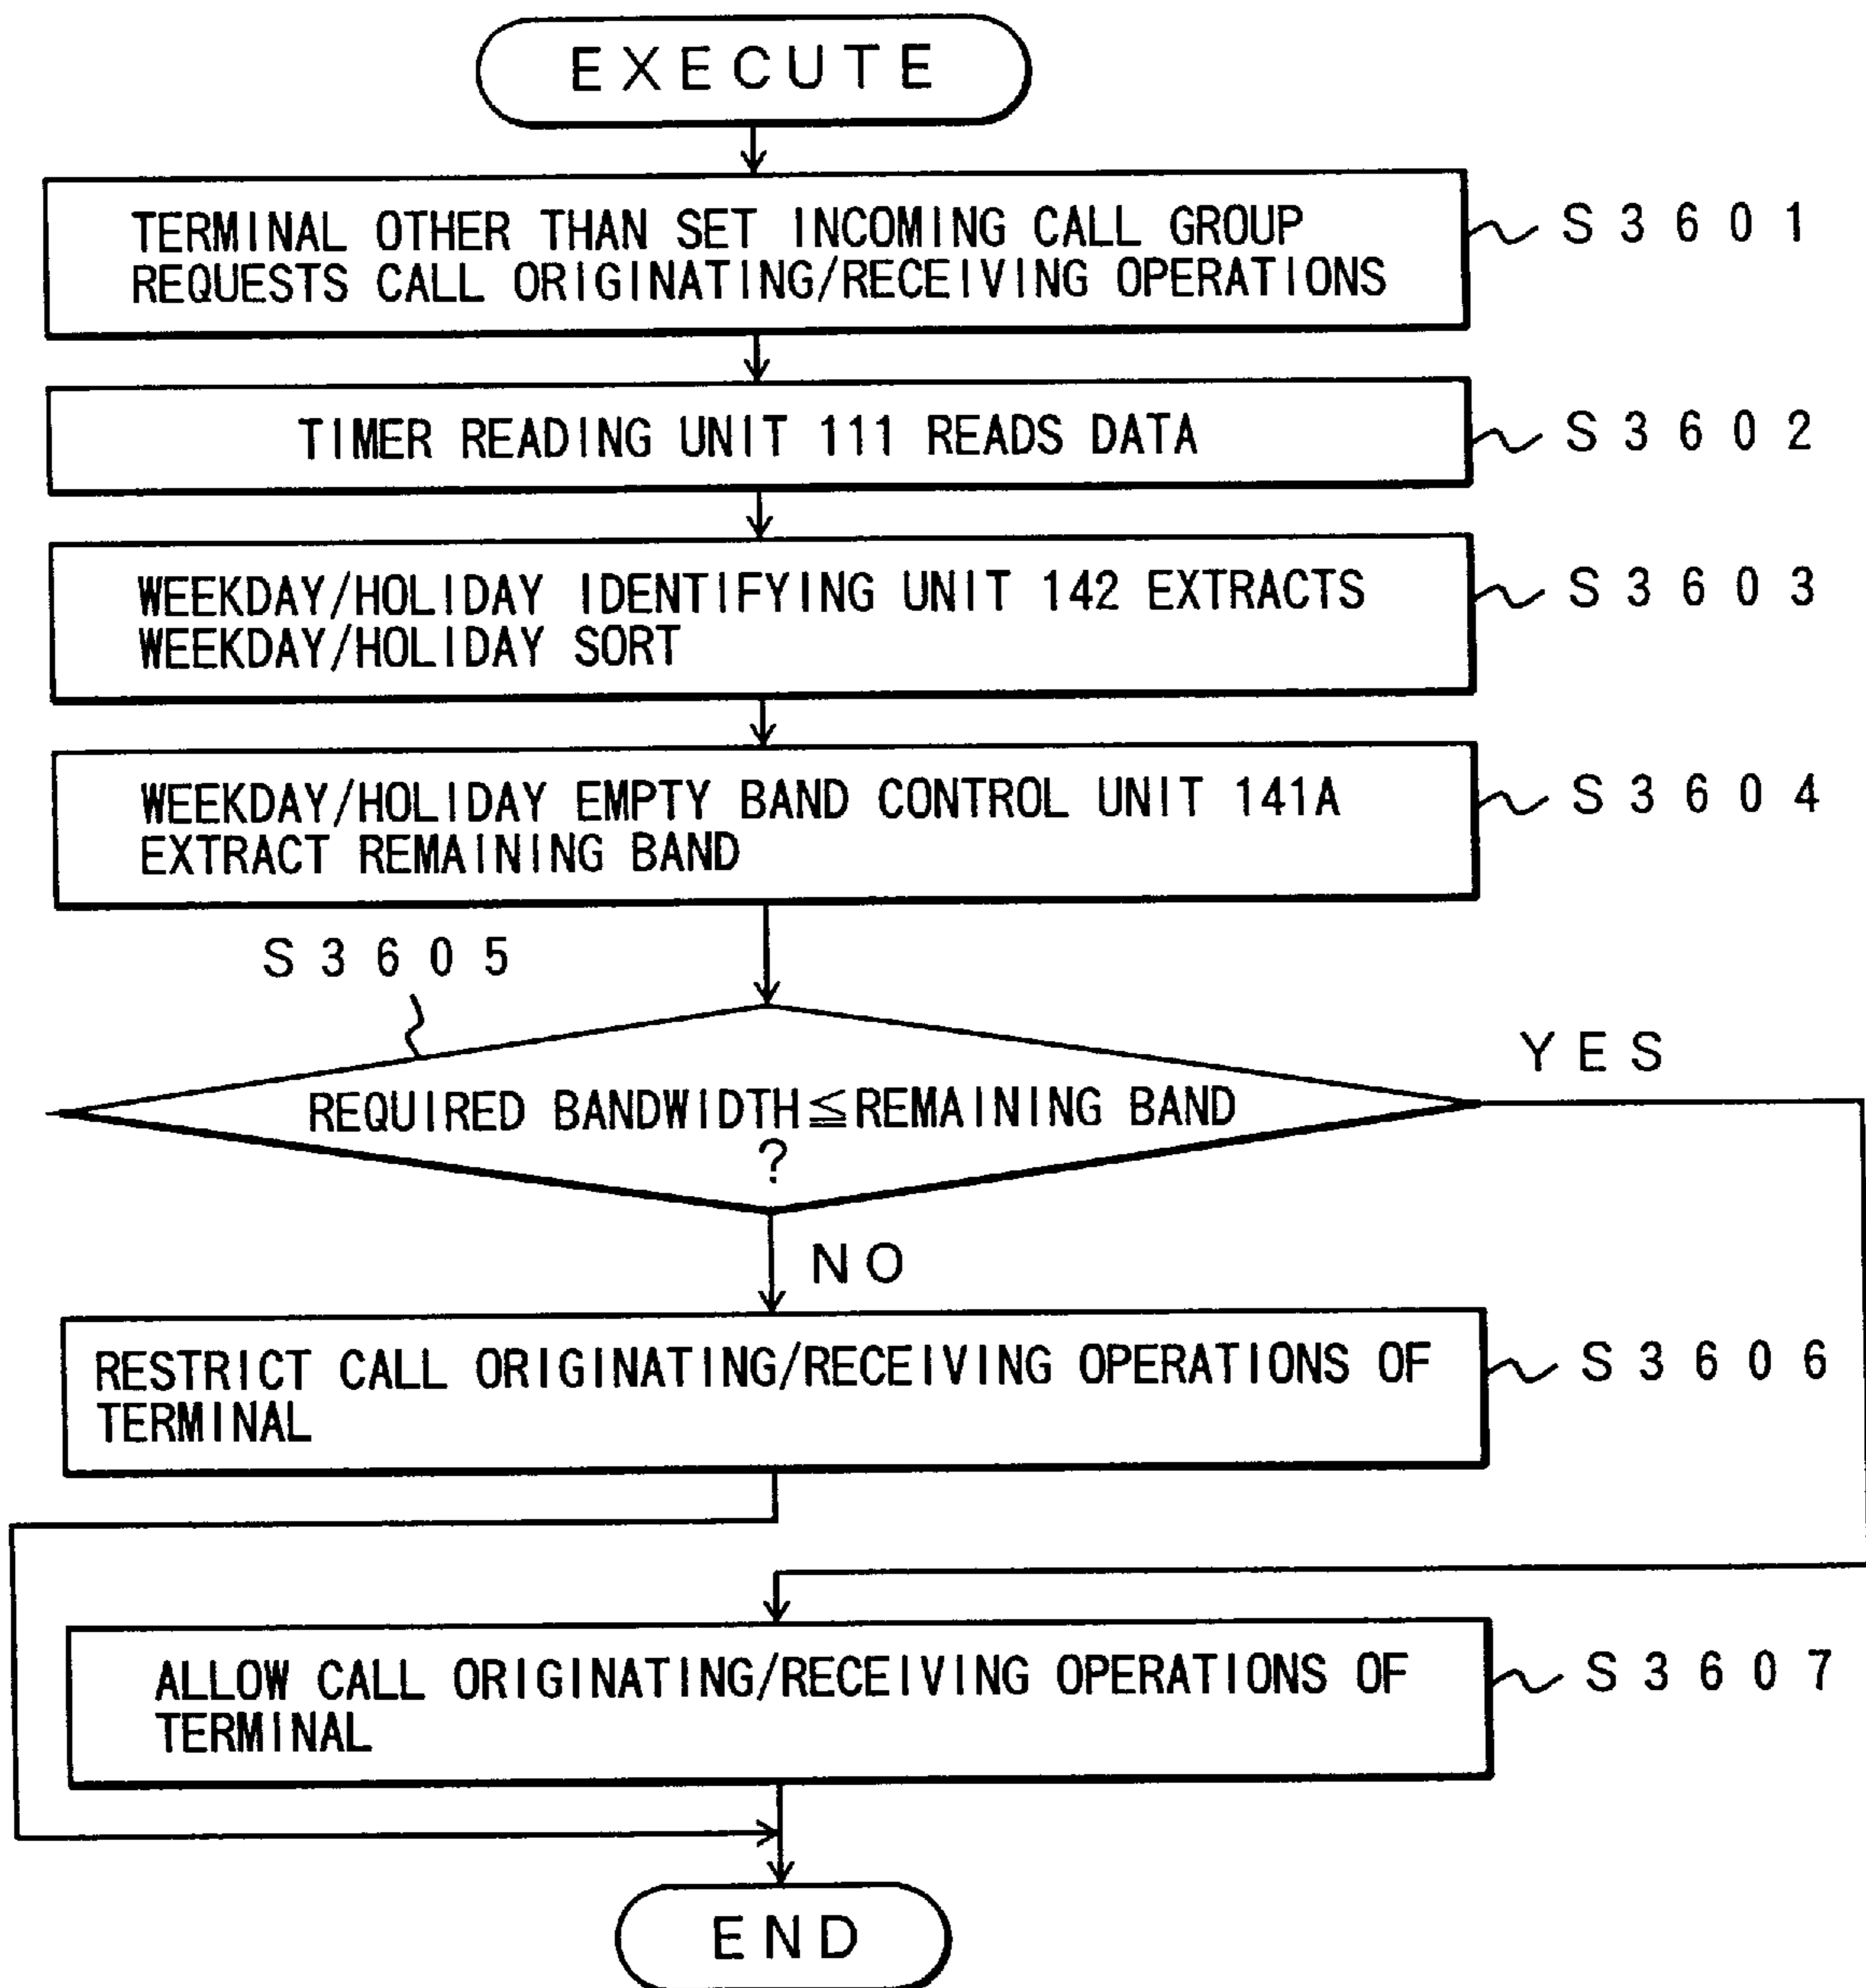 EXECUTE
TERMINAL OTHER THAN SET INCOMING CALL GROUP
REQUESTS CALL ORIGINATING/RECEIVING OPERATIONS
S3601
TIMER READING UNIT 111 READS DATA
S3602
WEEKDAY/HOLIDAY IDENTIFYING UNIT 142 EXTRACTS
WEEKDAY/HOLIDAY SORT
S3603
WEEKDAY/HOLIDAY EMPTY BAND CONTROL UNIT 141A
EXTRACT REMAINING BAND
S3604
S3605
REQUIRED BANDWIDTH≦REMAINING BAND
?
YES
NO
RESTRICT CALL ORIGINATING/RECEIVING OPERATIONS OF
TERMINAL
S3606
ALLOW CALL ORIGINATING/RECEIVING OPERATIONS OF
TERMINAL
S3607
END